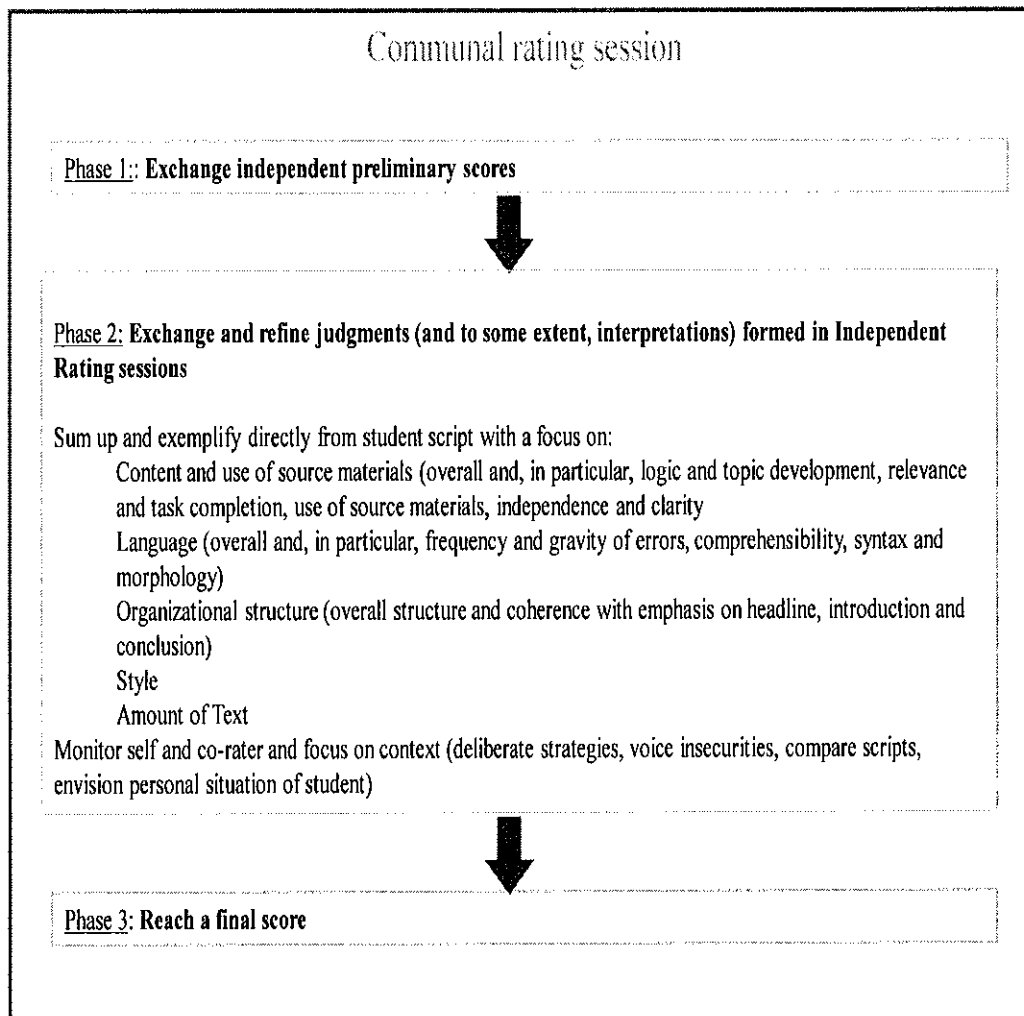 Communal rating session
Phase 1:: Exchange independent preliminary scores
Phase 2: Exchange and refine judgments (and to some extent, interpretations) formed in Independent
Rating sessions
Sum up and exemplify directly from student script with a focus on:
Content and use of source materials (overall and, in particular, logic and topic development, relevance
and task completion, use of source materials, independence and clarity
Language (overall and, in particular, frequency and gravity of errors, comprehensibility, syntax and
morphology)
Organizational structure (overall structure and coherence with emphasis on headline, introduction and
conclusion)
Style
Amount of Text
Monitor self and co-rater and focus on context (deliberate strategies, voice insecurities, compare scripts,
envision personal situation of student)
Phase 3: Reach a final score